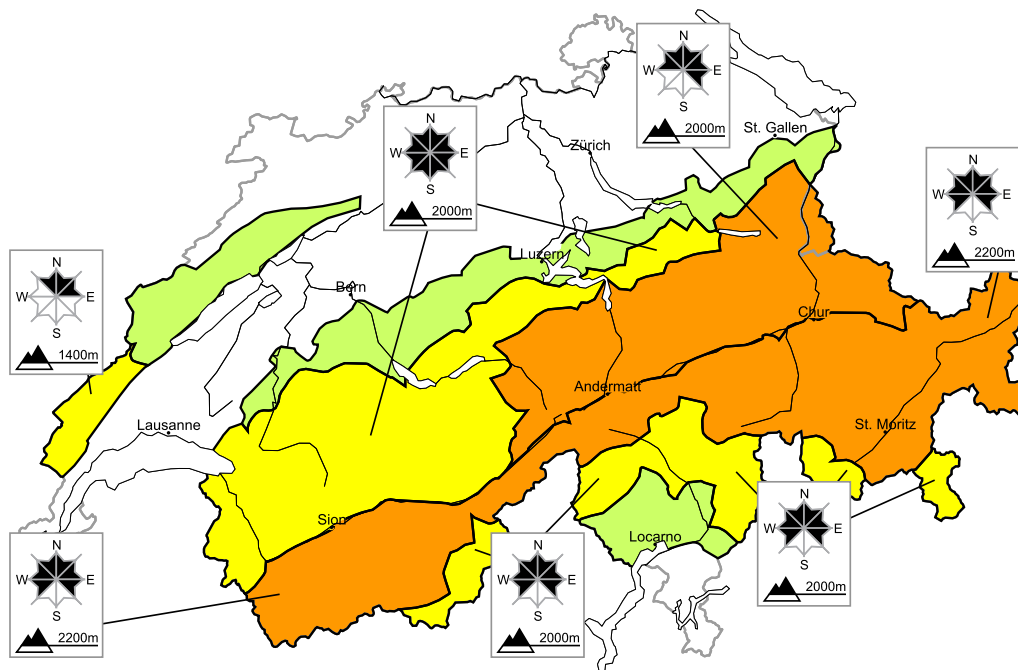 N
W E
S
2000m
St. Gallen
Zürich
N
W E
S
2000m
N
W E
S
2200m
Luzern
N
W E
S
1400m
Bern
Chur
Andermatt
Lausanne
St. Moritz
Sion
Locarno
N
W E
S
2000m
N
W E
S
2200m
N
W E
S
2000m